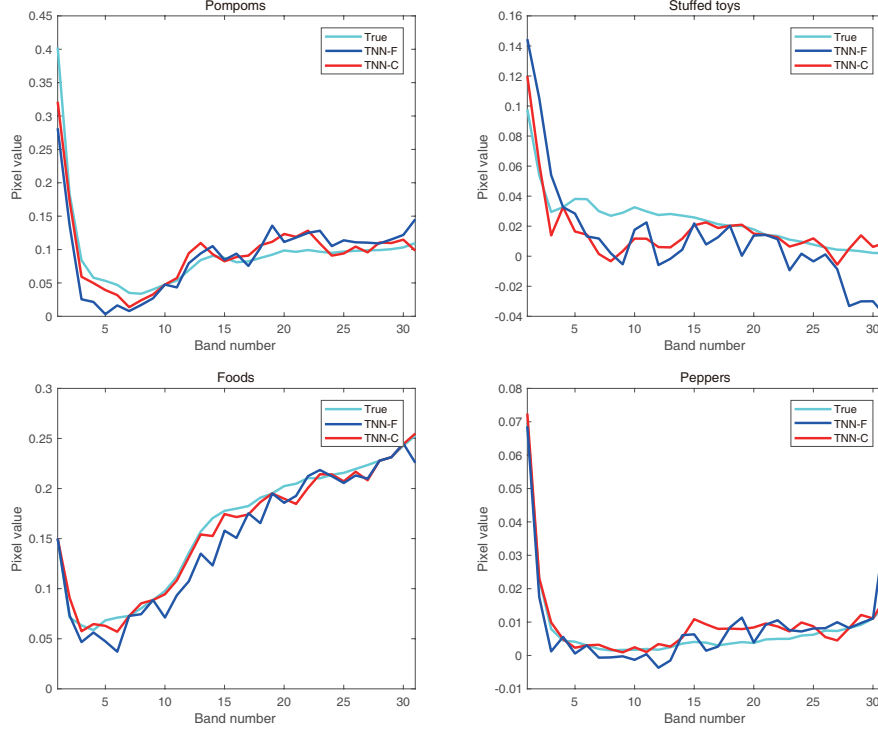 Pompoms
0.45
0.4
0.35
0.3
0.25
0.2
0.15
0.1
0.05
0
Pixel value
True
TNN-F
TNN-C
5 10 15 20 25 30
Band number
Stuffed toys
0.16
0.14
0.12
0.1
0.08
0.06
0.04
0.02
0
-0.02
-0.04
Pixel value
True
TNN-F
TNN-C
5 10 15 20 25 30
Band number
Foods
0.3
0.25
0.2
0.15
0.1
0.05
0
Pixel value
True
TNN-F
TNN-C
5 10 15 20 25 30
Band number
Peppers
0.08
0.07
0.06
0.05
0.04
0.03
0.02
0.01
0
-0.01
Pixel value
True
TNN-F
TNN-C
5 10 15 20 25 30
Band number